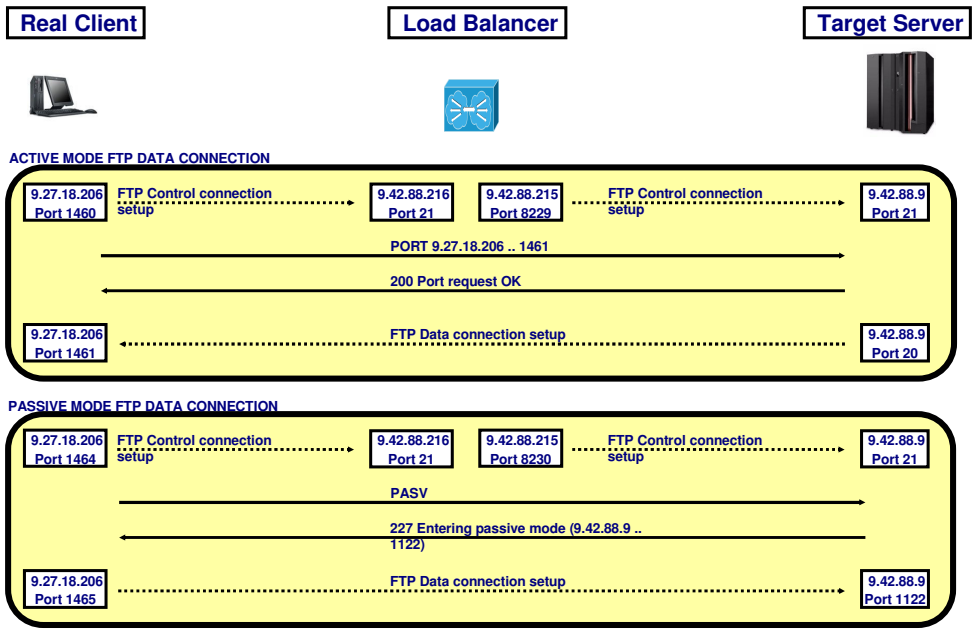 Real Client
Load Balancer
Target Server
ACTIVE MODE FTP DATA CONNECTION
9.27.18.206
Port 1460
FTP Control connection
setup
9.42.88.216
Port 21
9.42.88.215
Port 8229
FTP Control connection
setup
9.42.88.9
Port 21
PORT 9.27.18.206 .. 1461
200 Port request OK
9.27.18.206
Port 1461
FTP Data connection setup
9.42.88.9
Port 20
PASSIVE MODE FTP DATA CONNECTION
9.27.18.206
Port 1464
FTP Control connection
setup
9.42.88.216
Port 21
9.42.88.215
Port 8230
FTP Control connection
setup
9.42.88.9
Port 21
PASV
227 Entering passive mode (9.42.88.9 ..
1122)
9.27.18.206
Port 1465
FTP Data connection setup
9.42.88.9
Port 1122